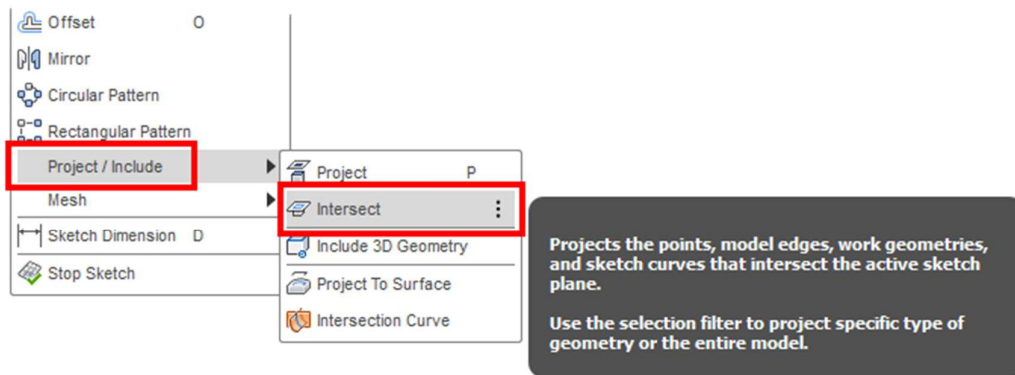 Offset O
Mirror
Circular Pattern
Rectangular Pattern
Project / Include
Mesh
Sketch Dimension D
Stop Sketch
Project P
Intersect
Include 3D Geometry
Project To Surface
Intersection Curve
Projects the points, model edges, work geometries,
and sketch curves that intersect the active sketch
plane.
Use the selection filter to project specific type of
geometry or the entire model.